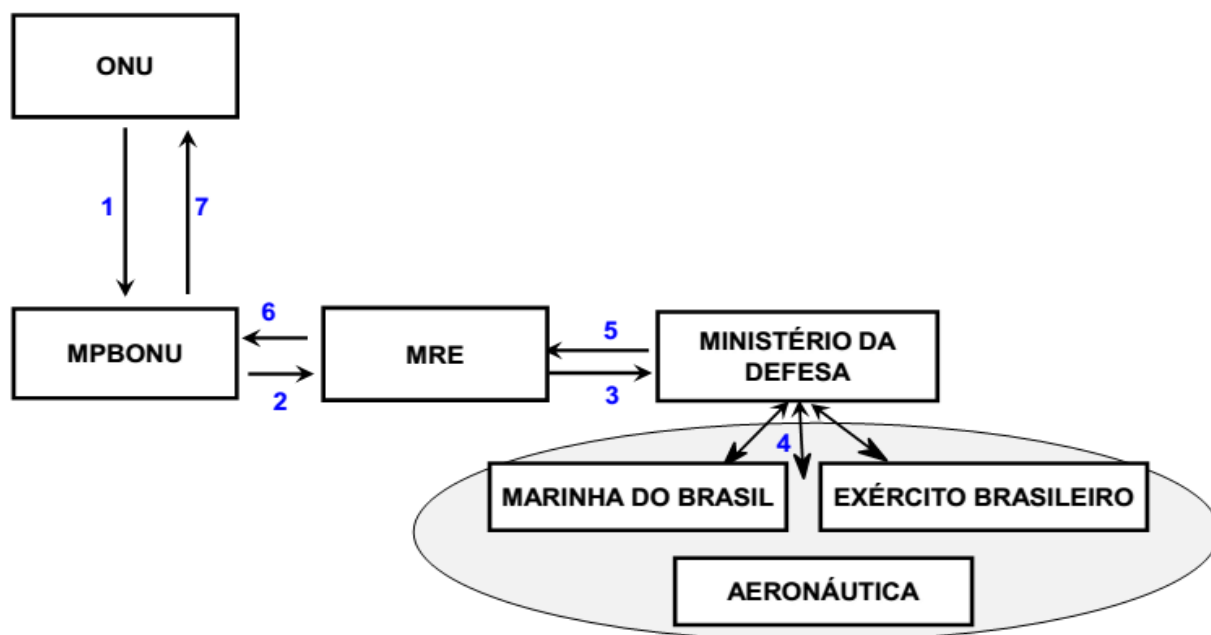 ONU
1
7
MPBONU
6
2
MRE
5
3
MINISTÉRIO DA
DEFESA
4
MARINHA DO BRASIL
EXÉRCITO BRASILEIRO
AERONÁUTICA